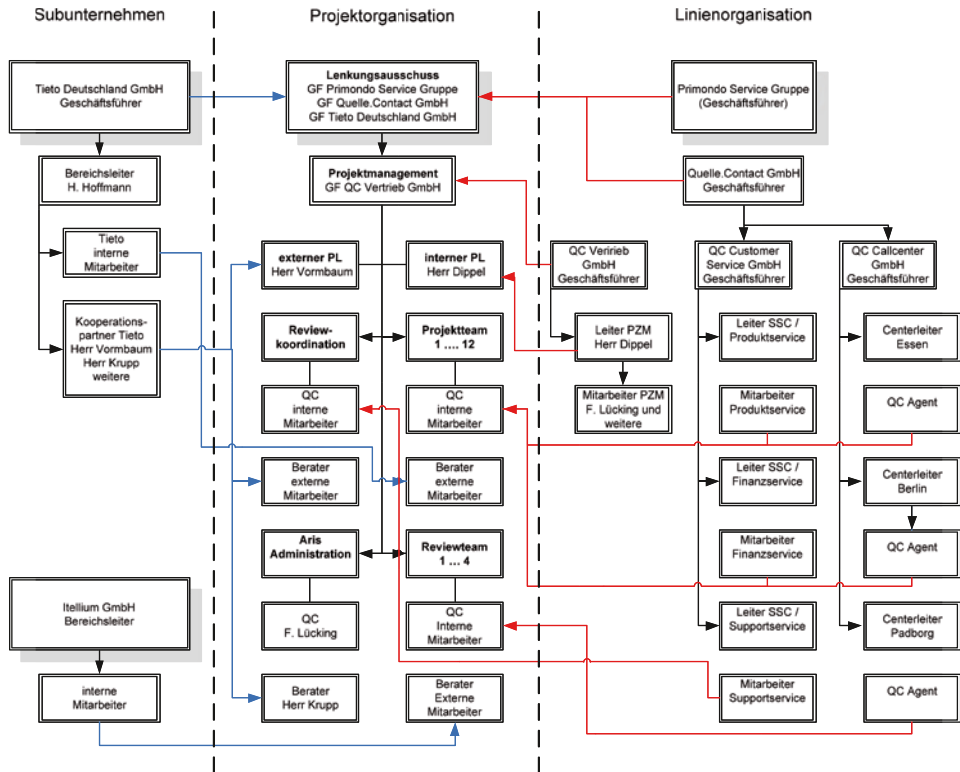 Subunternehmen
Projektorganisation
Linienorganisation
Tieto Deutschland GmbH
Geschäftsführer
Bereichsleiter
H. Hoffmann
Tieto
interne
Mitarbeiter
Kooperations-
partner Tieto
Herr Vormbaum
Herr Krupp
weitere
Itellium GmbH
Bereichsleiter
interne
Mitarbeiter
Lenkungsausschuss
GF Primondo Service Gruppe
GF Quelle.Contact GmbH
GF Tieto Deutschland GmbH
Projektmanagement
GF QC Vertrieb GmbH
externer PL
Herr Vormbaum
interner PL
Herr Dippel
Review-
koordination
Projektteam
1 .... 12
QC
interne
Mitarbeiter
QC
interne
Mitarbeiter
Berater
externe
Mitarbeiter
Berater
externe
Mitarbeiter
Aris
Administration
Reviewteam
1 ... 4
QC
F. Lücking
QC
Interne
Mitarbeiter
Berater
Herr Krupp
Berater
Externe
Mitarbeiter
Primondo Service Gruppe
(Geschäftsführer)
Quelle.Contact GmbH
Geschäftsführer
QC Veririeb
GmbH
Geschäftsführer
QC Customer
Service GmbH
Geschäftsführer
QC Callcenter
GmbH
Geschäftsführer
Leiter PZM
Herr Dippel
Mitarbeiter PZM
F. Lücking und
weitere
Leiter SSC /
Produktservice
Centerleiter
Essen
Mitarbeiter
Produktservice
QC Agent
Leiter SSC /
Finanzservice
Centerleiter
Berlin
Mitarbeiter
Finanzservice
QC Agent
Leiter SSC /
Supportservice
Centerleiter
Padborg
Mitarbeiter
Supportservice
QC Agent